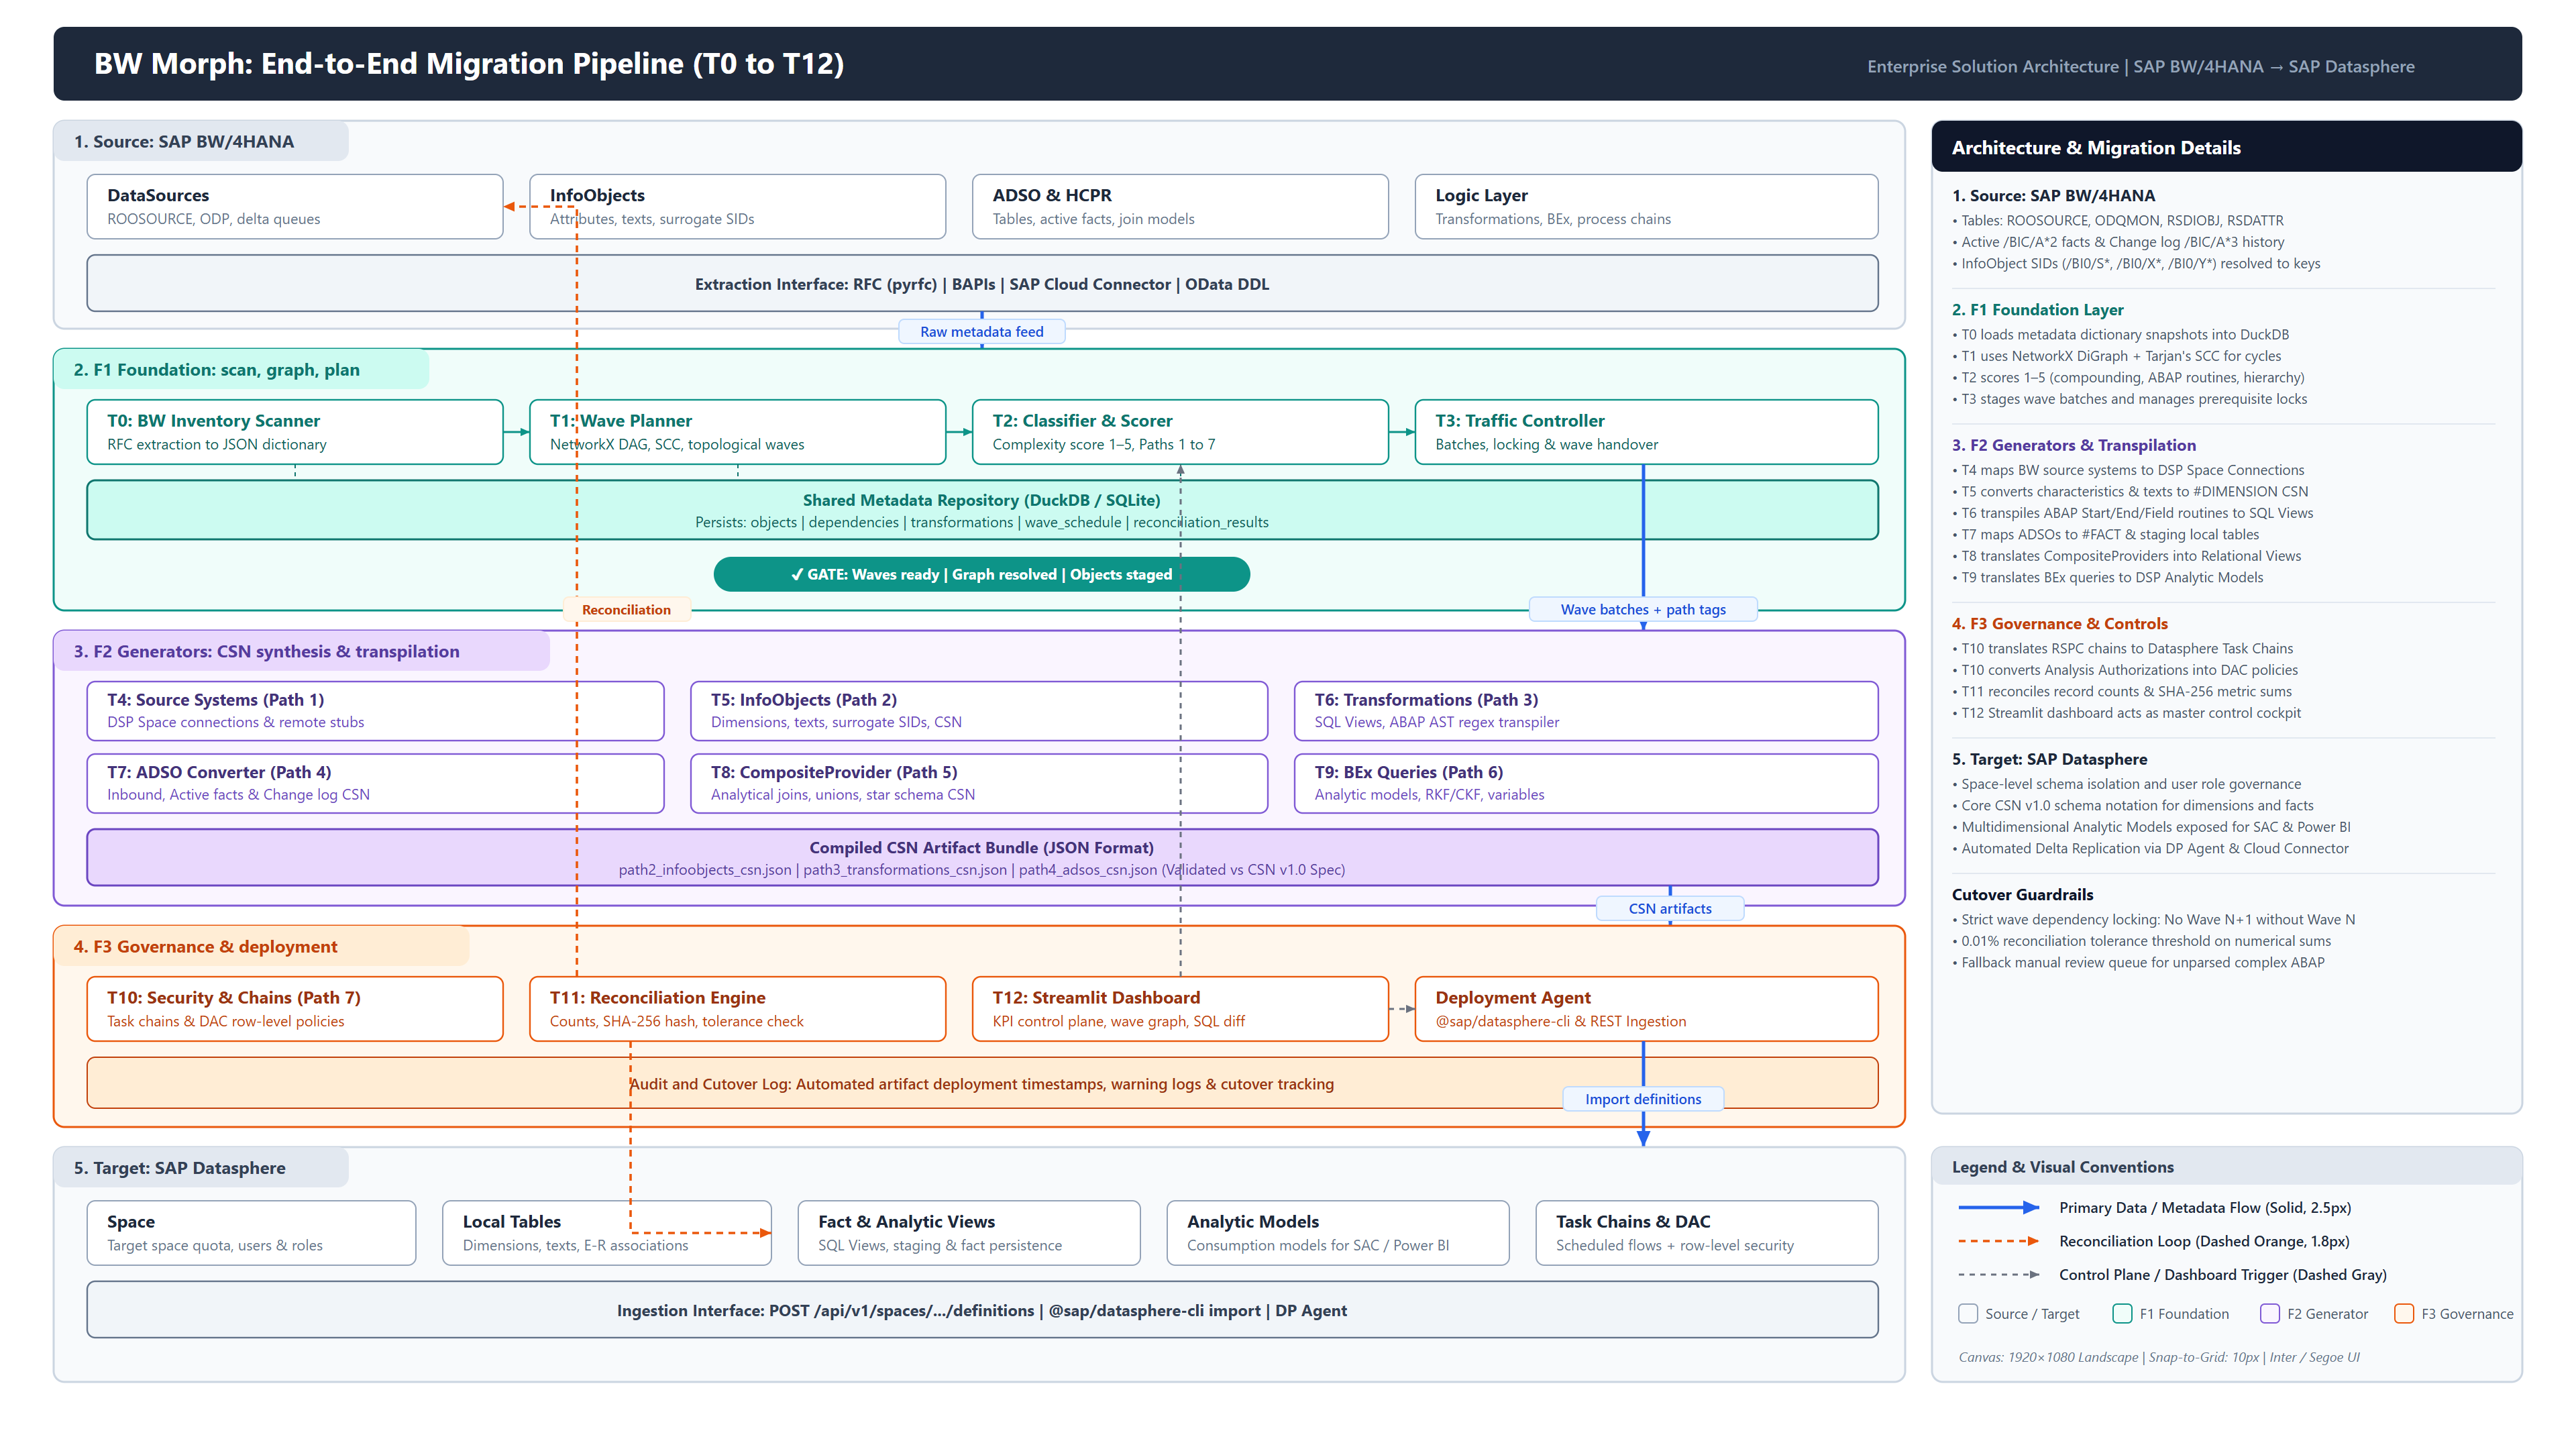 BW Morph: End-to-End Migration Pipeline (T0 to T12)
Enterprise Solution Architecture | SAP BW/4HANA → SAP Datasphere
1. Source: SAP BW/4HANA
DataSources
ROOSOURCE, ODP, delta queues
InfoObjects
Attributes, texts, surrogate SIDs
ADSO & HCPR
Tables, active facts, join models
Logic Layer
Transformations, BEx, process chains
Extraction Interface: RFC (pyrfc) | BAPIs | SAP Cloud Connector | OData DDL
Raw metadata feed
2. F1 Foundation: scan, graph, plan
T0: BW Inventory Scanner
RFC extraction to JSON dictionary
T1: Wave Planner
NetworkX DAG, SCC, topological waves
T2: Classifier & Scorer
Complexity score 1–5, Paths 1 to 7
T3: Traffic Controller
Batches, locking & wave handover
Shared Metadata Repository (DuckDB / SQLite)
Persists: objects | dependencies | transformations | wave_schedule | reconciliation_results
✓ GATE: Waves ready | Graph resolved | Objects staged
Reconciliation
Wave batches + path tags
3. F2 Generators: CSN synthesis & transpilation
T4: Source Systems (Path 1)
DSP Space connections & remote stubs
T5: InfoObjects (Path 2)
Dimensions, texts, surrogate SIDs, CSN
T6: Transformations (Path 3)
SQL Views, ABAP AST regex transpiler
T7: ADSO Converter (Path 4)
Inbound, Active facts & Change log CSN
T8: CompositeProvider (Path 5)
Analytical joins, unions, star schema CSN
T9: BEx Queries (Path 6)
Analytic models, RKF/CKF, variables
Compiled CSN Artifact Bundle (JSON Format)
path2_infoobjects_csn.json | path3_transformations_csn.json | path4_adsos_csn.json (Validated vs CSN v1.0 Spec)
CSN artifacts
4. F3 Governance & deployment
T10: Security & Chains (Path 7)
Task chains & DAC row-level policies
T11: Reconciliation Engine
Counts, SHA-256 hash, tolerance check
T12: Streamlit Dashboard
KPI control plane, wave graph, SQL diff
Deployment Agent
@sap/datasphere-cli & REST Ingestion
Audit and Cutover Log: Automated artifact deployment timestamps, warning logs & cutover tracking
Import definitions
5. Target: SAP Datasphere
Space
Target space quota, users & roles
Local Tables
Dimensions, texts, E-R associations
Fact & Analytic Views
SQL Views, staging & fact persistence
Analytic Models
Consumption models for SAC / Power BI
Task Chains & DAC
Scheduled flows + row-level security
Ingestion Interface: POST /api/v1/spaces/.../definitions | @sap/datasphere-cli import | DP Agent
Architecture & Migration Details
1. Source: SAP BW/4HANA
• Tables: ROOSOURCE, ODQMON, RSDIOBJ, RSDATTR
• Active /BIC/A*2 facts & Change log /BIC/A*3 history
• InfoObject SIDs (/BI0/S*, /BI0/X*, /BI0/Y*) resolved to keys
2. F1 Foundation Layer
• T0 loads metadata dictionary snapshots into DuckDB
• T1 uses NetworkX DiGraph + Tarjan's SCC for cycles
• T2 scores 1–5 (compounding, ABAP routines, hierarchy)
• T3 stages wave batches and manages prerequisite locks
3. F2 Generators & Transpilation
• T4 maps BW source systems to DSP Space Connections
• T5 converts characteristics & texts to #DIMENSION CSN
• T6 transpiles ABAP Start/End/Field routines to SQL Views
• T7 maps ADSOs to #FACT & staging local tables
• T8 translates CompositeProviders into Relational Views
• T9 translates BEx queries to DSP Analytic Models
4. F3 Governance & Controls
• T10 translates RSPC chains to Datasphere Task Chains
• T10 converts Analysis Authorizations into DAC policies
• T11 reconciles record counts & SHA-256 metric sums
• T12 Streamlit dashboard acts as master control cockpit
5. Target: SAP Datasphere
• Space-level schema isolation and user role governance
• Core CSN v1.0 schema notation for dimensions and facts
• Multidimensional Analytic Models exposed for SAC & Power BI
• Automated Delta Replication via DP Agent & Cloud Connector
Cutover Guardrails
• Strict wave dependency locking: No Wave N+1 without Wave N
• 0.01% reconciliation tolerance threshold on numerical sums
• Fallback manual review queue for unparsed complex ABAP
Legend & Visual Conventions
Primary Data / Metadata Flow (Solid, 2.5px)
Reconciliation Loop (Dashed Orange, 1.8px)
Control Plane / Dashboard Trigger (Dashed Gray)
Source / Target
F1 Foundation
F2 Generator
F3 Governance
Canvas: 1920×1080 Landscape | Snap-to-Grid: 10px | Inter / Segoe UI